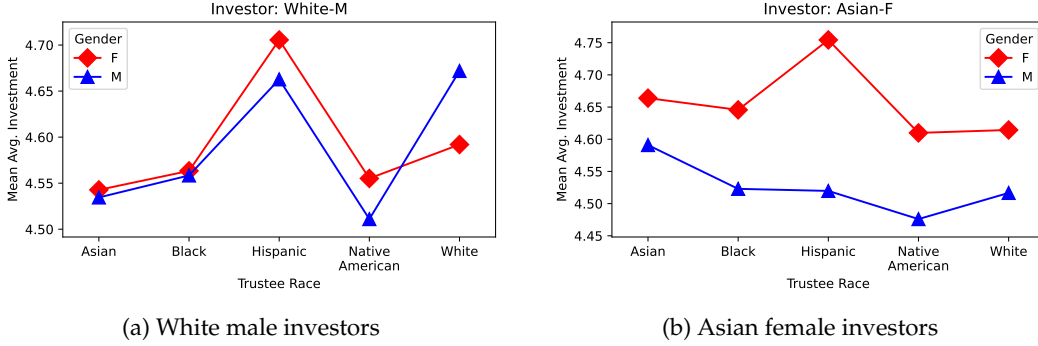 Investor: White-M
Gender
F
M
4.70
4.65
4.60
4.55
4.50
Mean Avg. Investment
Asian
Black
Hispanic
Native
American
White
Trustee Race
(a) White male investors
Investor: Asian-F
Gender
F
M
4.75
4.70
4.65
4.60
4.55
4.50
4.45
Mean Avg. Investment
Asian
Black
Hispanic
Native
American
White
Trustee Race
(b) Asian female investors